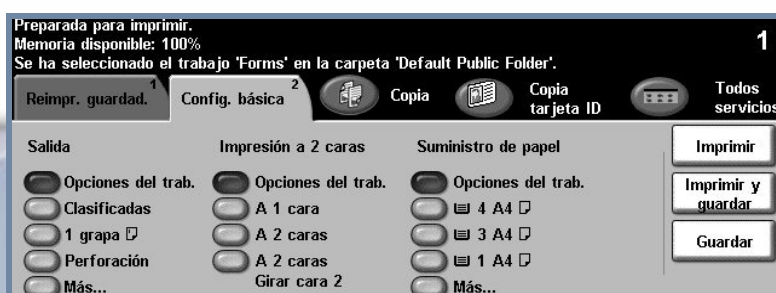 Preparada para imprimir.
Memoria disponible: 100%
Se ha seleccionado el trabajo 'Forms' en la carpeta 'Default Public Folder'.
1
Reimpr. guardad. 1
Config. básica 2
Copia
Copia
tarjeta ID
Todos
servicios
Salida
Opciones del trab.
Clasificadas
1 grapa
Perforación
Más...
Impresión a 2 caras
Opciones del trab.
A 1 cara
A 2 caras
A 2 caras
Girar cara 2
Suministro de papel
Opciones del trab.
4 A4
3 A4
1 A4
Más...
Imprimir
Imprimir y
guardar
Guardar